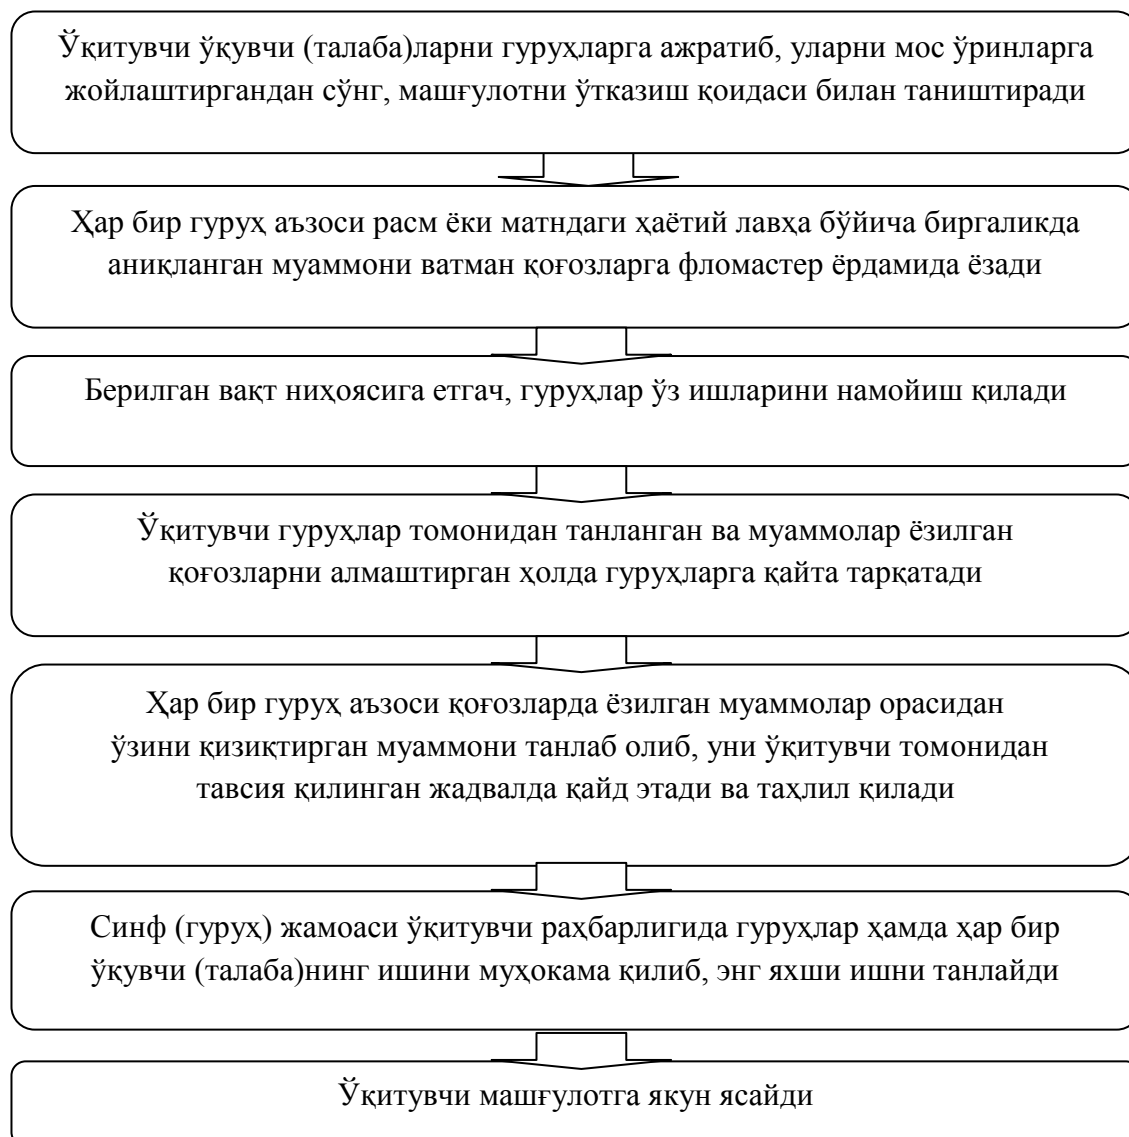 Ўқитувчи ўқувчи (талаба)ларни гуруҳларга ажратиб, уларни мос ўринларга
жойлаштиргандан сўнг, машғулотни ўтказиш қоидаси билан таништиради
Ҳар бир гуруҳ аъзоси расм ёки матндаги ҳаётий лавҳа бўйича биргаликда
аниқланган муаммони ватман қоғозларга фломастер ёрдамида ёзади
Берилган вақт ниҳоясига етгач, гуруҳлар ўз ишларини намойиш қилади
Ўқитувчи гуруҳлар томонидан танланган ва муаммолар ёзилган
қоғозларни алмаштирган ҳолда гуруҳларга қайта тарқатади
Ҳар бир гуруҳ аъзоси қоғозларда ёзилган муаммолар орасидан
ўзини қизиқтирган муаммони танлаб олиб, уни ўқитувчи томонидан
тавсия қилинган жадвалда қайд этади ва таҳлил қилади
Синф (гуруҳ) жамоаси ўқитувчи раҳбарлигида гуруҳлар ҳамда ҳар бир
ўқувчи (талаба)нинг ишини муҳокама қилиб, энг яхши ишни танлайди
Ўқитувчи машғулотга якун ясайди